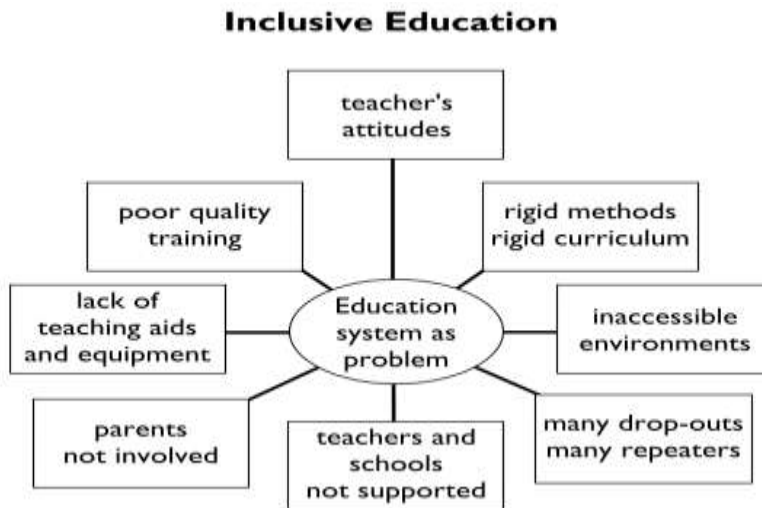 Inclusive Education
teacher's
attitudes
poor quality
training
rigid methods
rigid curriculum
lack of
teaching aids
and equipment
Education
system as
problem
inaccessible
environments
parents
not involved
teachers and
schools
not supported
many drop-outs
many repeaters